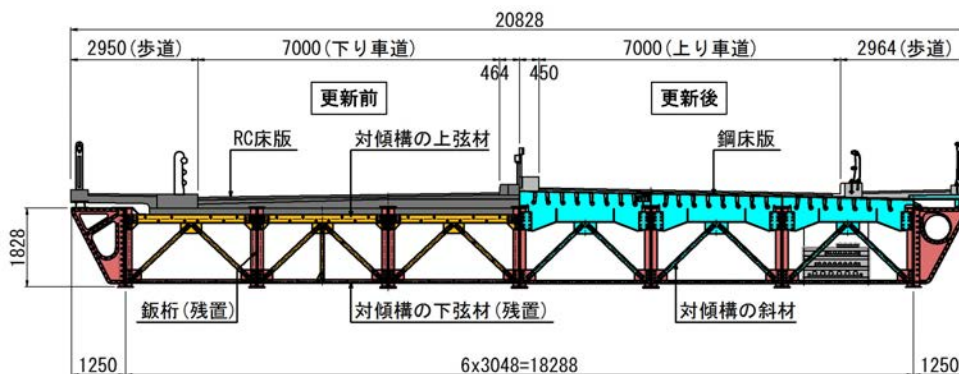 20828
2950(歩道)
7000(下り車道)
464
450
7000(上り車道)
2964(歩道)
更新前
更新後
RC床版
対傾構の上弦材
鋼床版
1828
鈑桁(残置)
対傾構の下弦材(残置)
対傾構の斜材
1250
6x3048=18288
1250